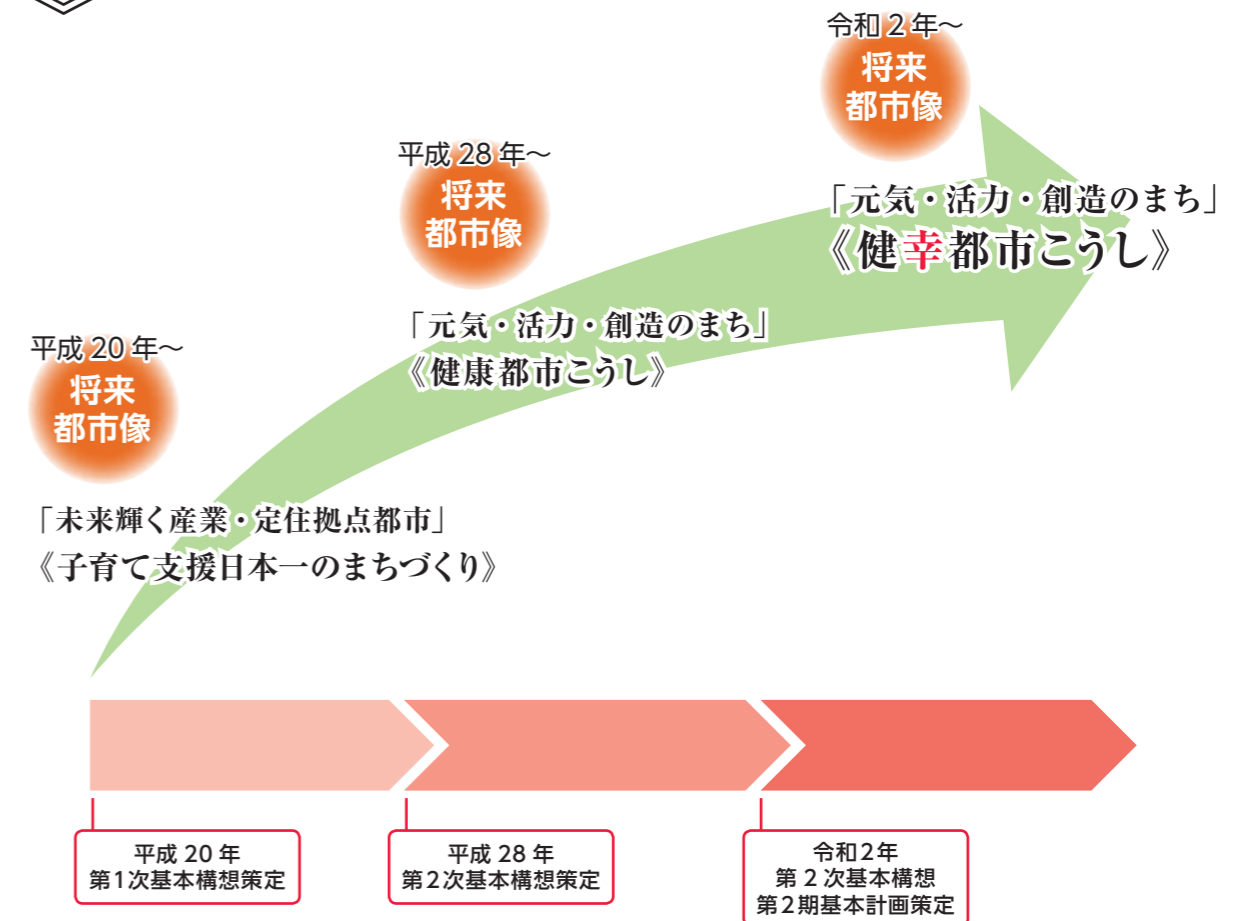 令和 2 年～
将来
都市像
「元気・活力・創造のまち」
《健幸都市こうし》
平成 28 年～
将来
都市像
「元気・活力・創造のまち」
《健康都市こうし》
平成 20 年～
将来
都市像
「未来輝く産業・定住拠点都市」
《子育て支援日本一のまちづくり》
平成 20 年
第1次基本構想策定
平成 28 年
第2次基本構想策定
令和2年
第 2 次基本構想
第2期基本計画策定